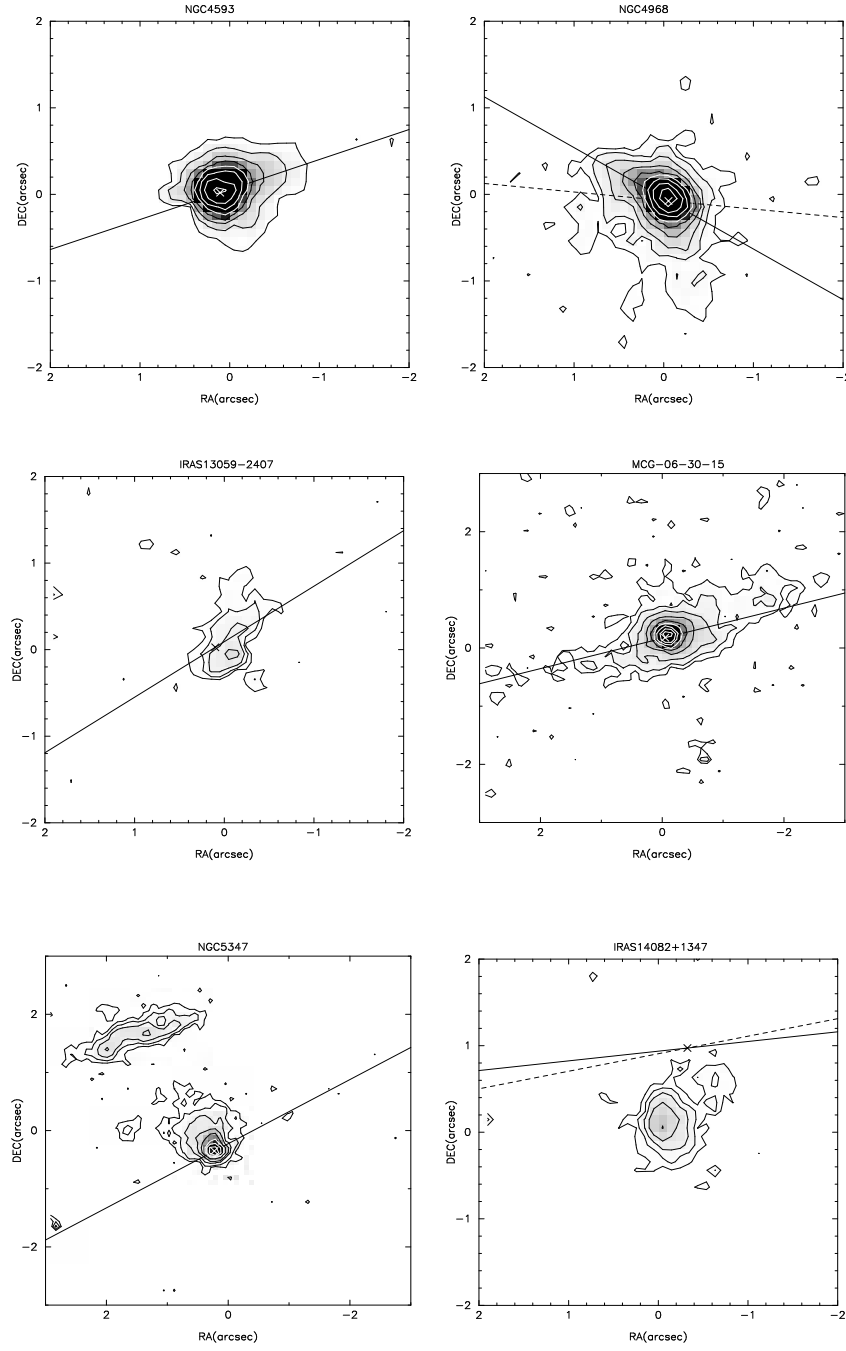 NGC4593
NGC4968
2
1
0
−1
−2
DEC(arcsec)
2
1
0
−1
−2
RA(arcsec)
2
1
0
−1
−2
DEC(arcsec)
2
1
0
−1
RA(arcsec)
IRAS13059−2407
MCG−06−30−15
2
1
0
−1
−2
DEC(arcsec)
2
1
0
−1
−2
RA(arcsec)
2
0
−2
DEC(arcsec)
2
0
−2
RA(arcsec)
NGC5347
IRAS14082+1347
2
0
−2
DEC(arcsec)
2
0
−2
RA(arcsec)
2
1
0
−1
−2
DEC(arcsec)
2
1
0
−1
−2
RA(arcsec)